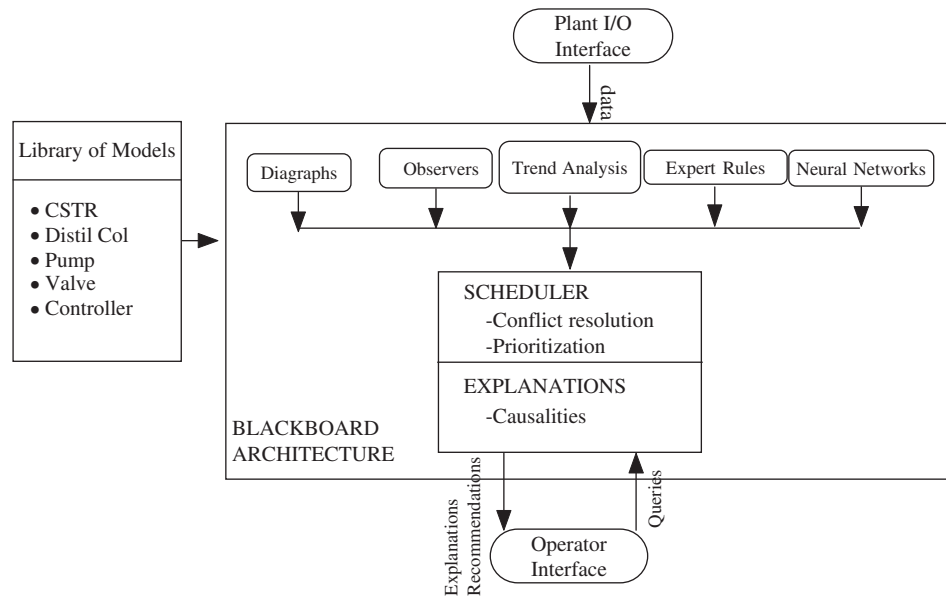 Plant I/O
Interface
data
Library of Models
• CSTR
• Distil Col
• Pump
• Valve
• Controller
Diagraphs
Observers
Trend Analysis
Expert Rules
Neural Networks
SCHEDULER
-Conflict resolution
-Prioritization
EXPLANATIONS
-Causalities
BLACKBOARD
ARCHITECTURE
Explanations
Recommendations
Queries
Operator
Interface